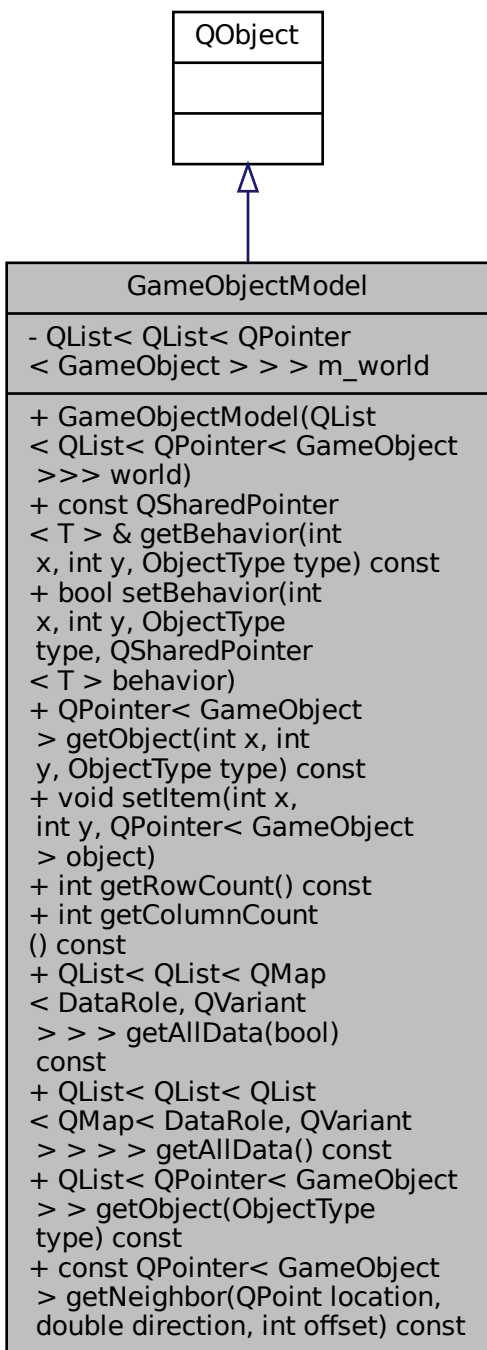 QObject
GameObjectModel
- QList< QList< QPointer
< GameObject > > > m_world
+ GameObjectModel(QList
< QList< QPointer< GameObject
>>> world)
+ const QSharedPointer
< T > & getBehavior(int
x, int y, ObjectType type) const
+ bool setBehavior(int
x, int y, ObjectType
type, QSharedPointer
< T > behavior)
+ QPointer< GameObject
> getObject(int x, int
y, ObjectType type) const
+ void setItem(int x,
int y, QPointer< GameObject
> object)
+ int getRowCount() const
+ int getColumnCount
() const
+ QList< QList< QMap
< DataRole, QVariant
> > > getAllData(bool)
const
+ QList< QList< QList
< QMap< DataRole, QVariant
> > > > getAllData() const
+ QList< QPointer< GameObject
> > getObject(ObjectType
type) const
+ const QPointer< GameObject
> getNeighbor(QPoint location,
double direction, int offset) const